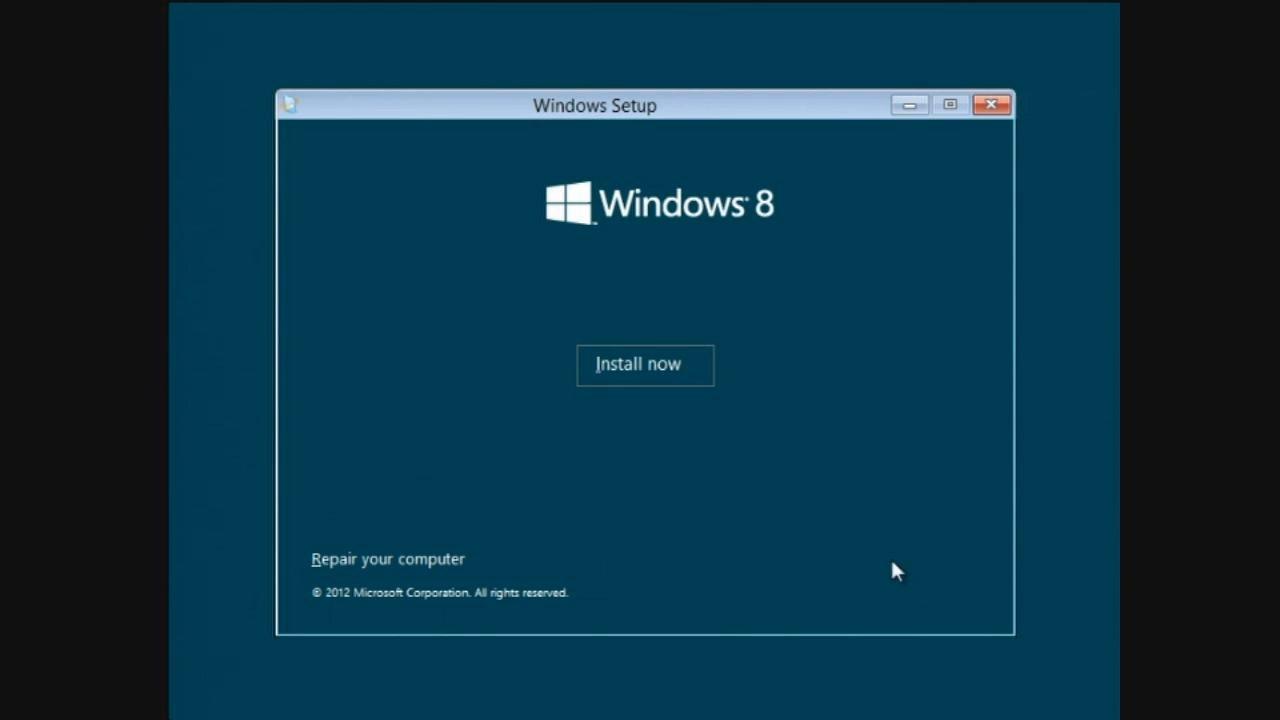 Windows Setup
Windows 8
Install now
Repair your computer
© 2012 Microsoft Corporation. All rights reserved.